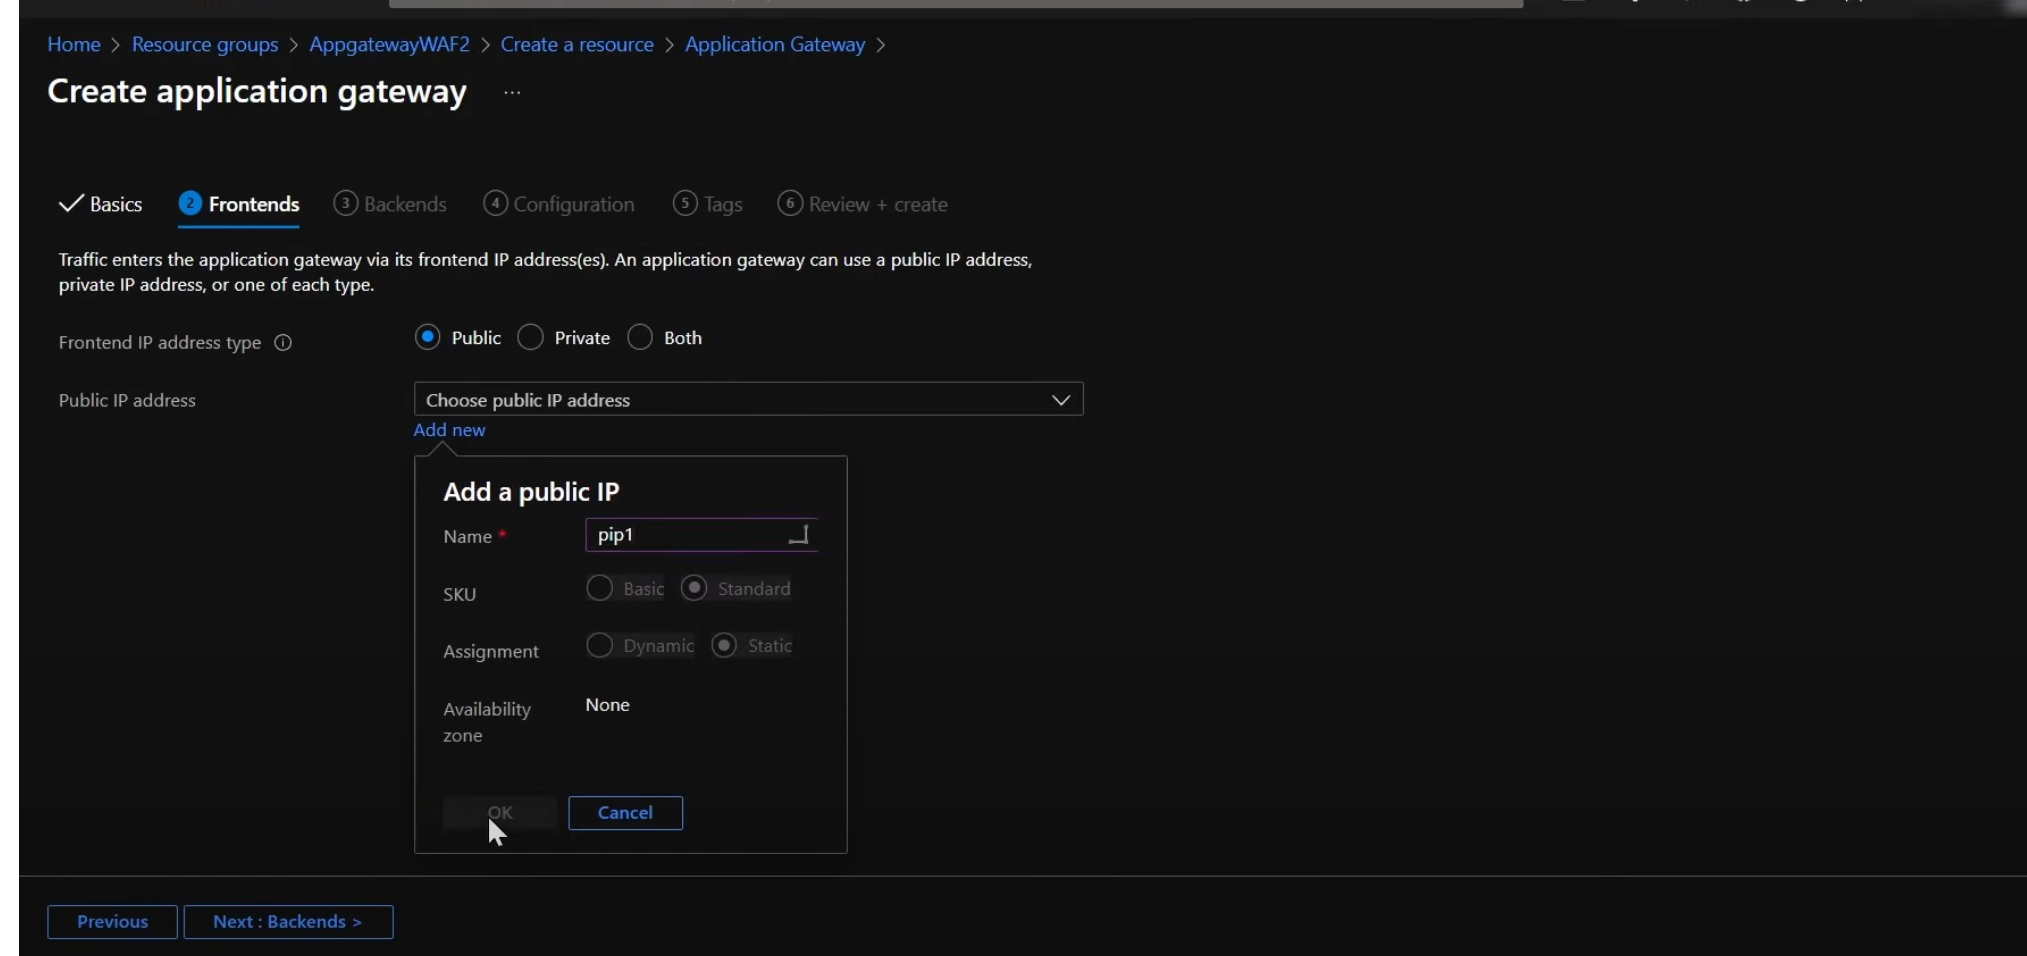 Home > Resource groups > AppgatewayWAF2 > Create a resource > Application Gateway >
Create application gateway ...
Basics 2 Frontends 3 Backends 4 Configuration 5 Tags 6 Review + create
Traffic enters the application gateway via its frontend IP address(es). An application gateway can use a public IP address,
private IP address, or one of each type.
Frontend IP address type Public Private Both
Public IP address Choose public IP address
Add new
Add a public IP
Name * pip1
SKU Basic Standard
Assignment Dynamic Static
Availability zone None
OK Cancel
Previous Next : Backends >